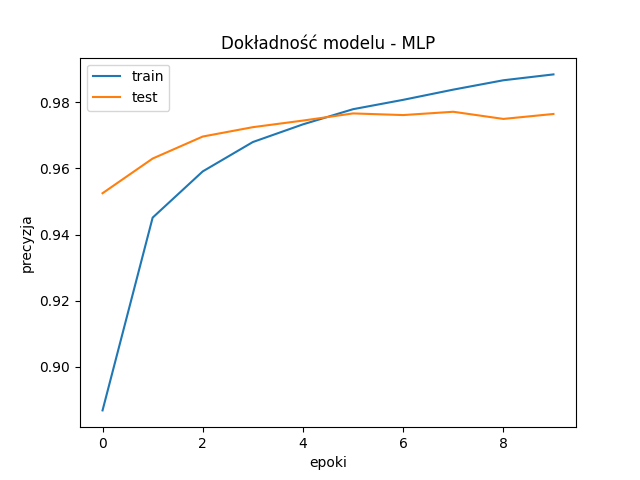 Dokładność modelu - MLP
train
test
precyzja
0.98
0.96
0.94
0.92
0.90
0 2 4 6 8
epoki